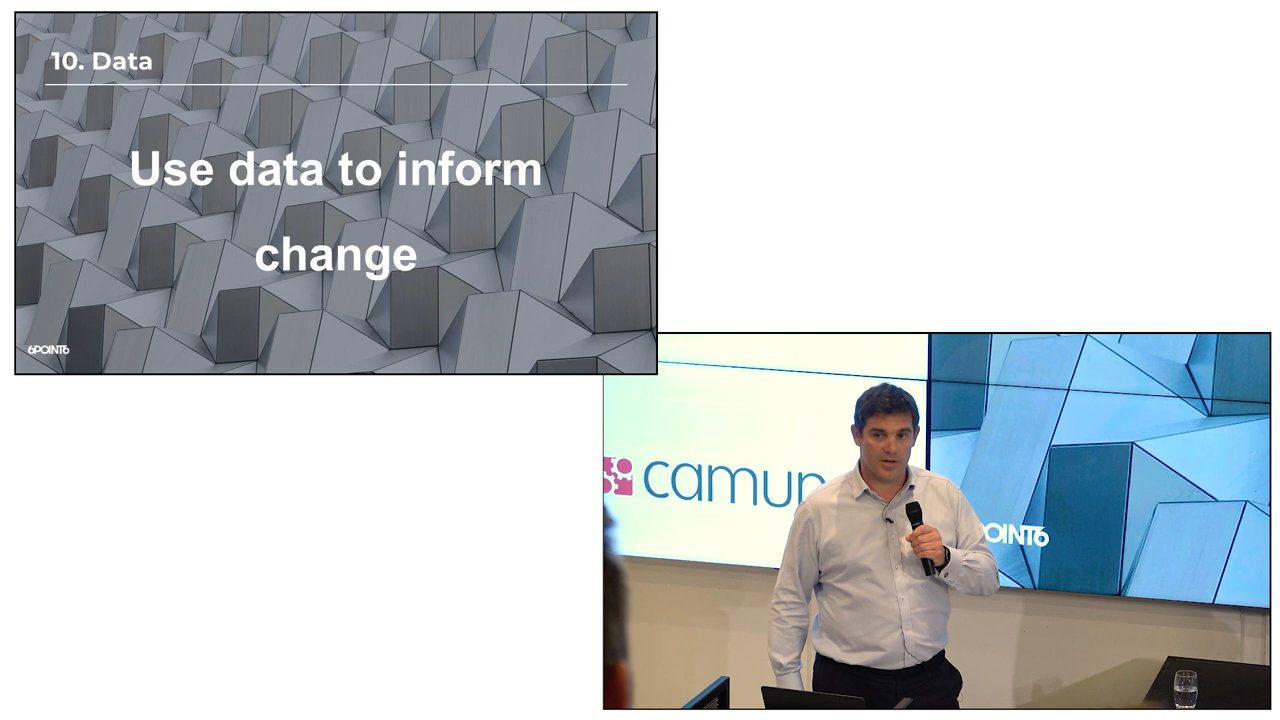 10. Data
Use data to inform
change
6POINT6
camun
POINT6